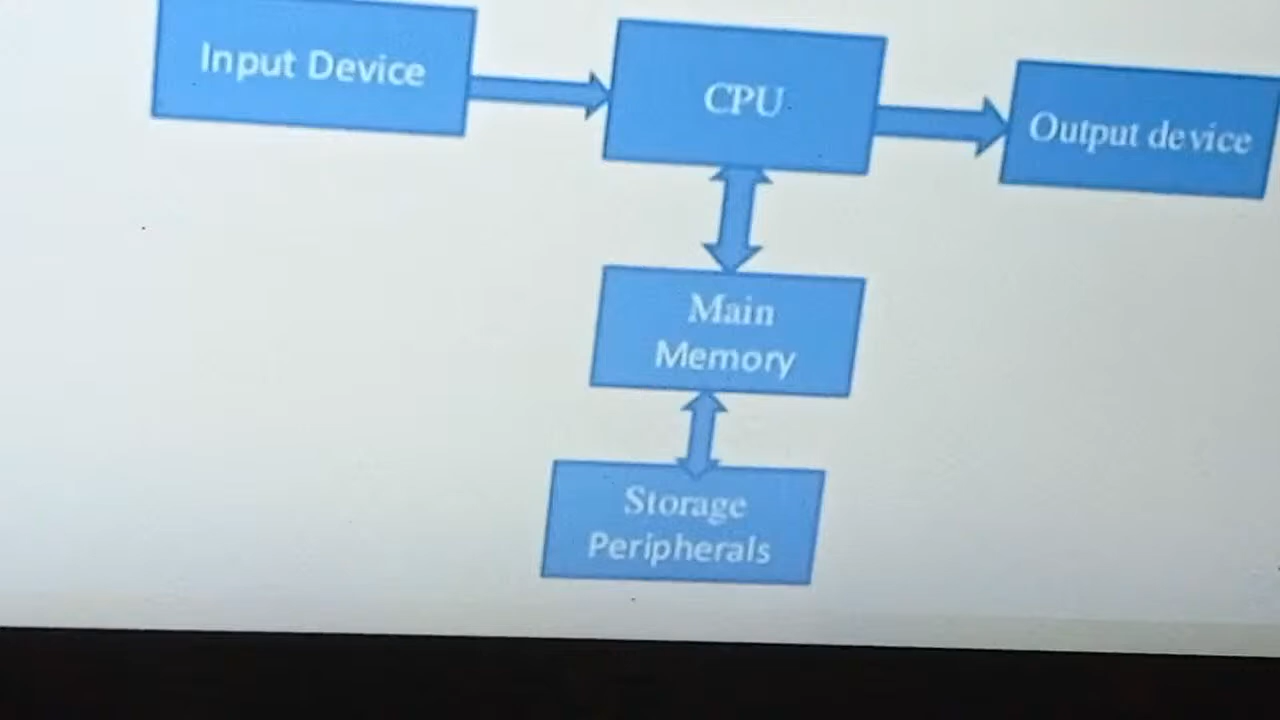 Input Device
CPU
Output device
Main
Memory
Storage
Peripherals